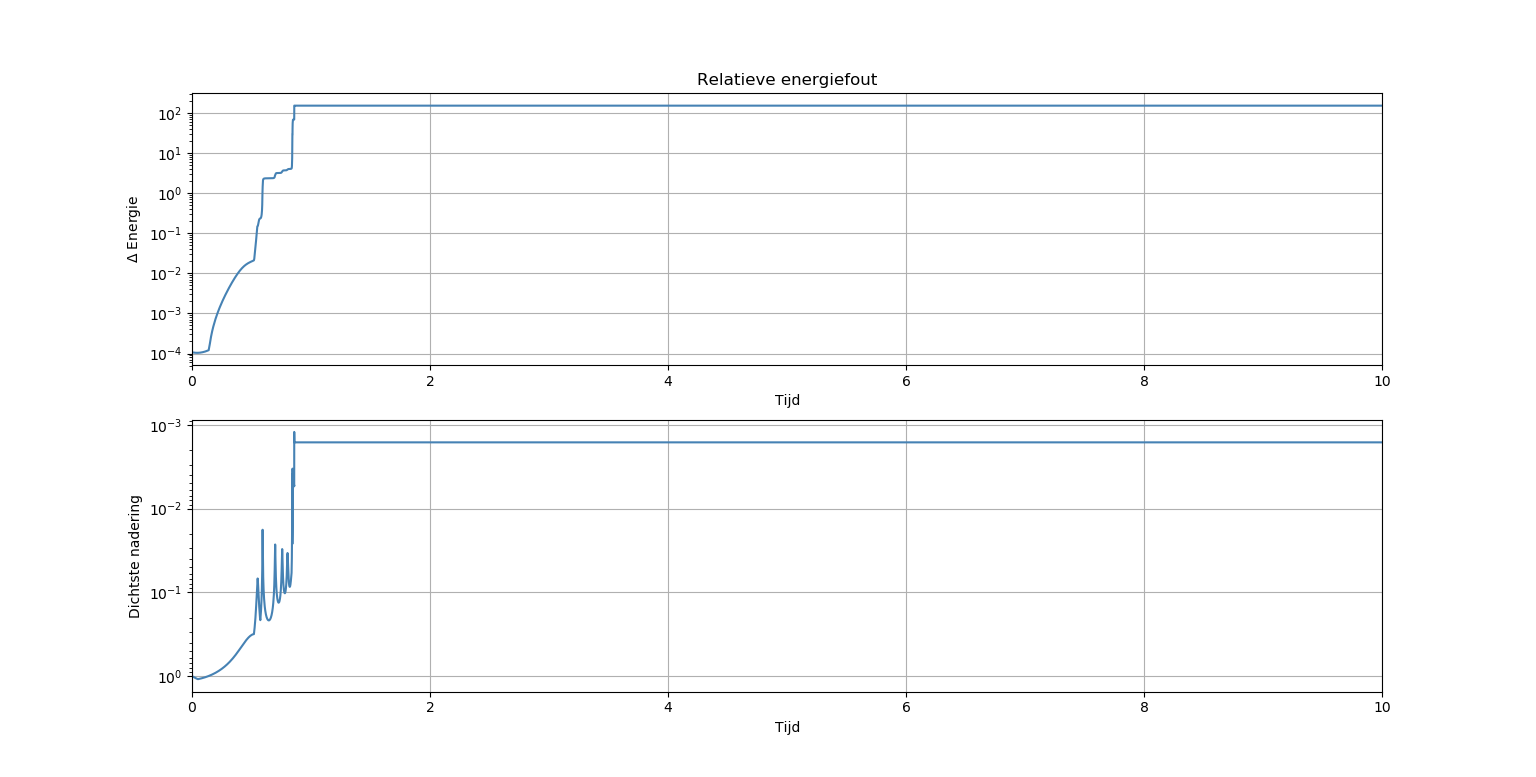 Relatieve energiefout
Δ Energie
10²
10¹
10⁰
10⁻¹
10⁻²
10⁻³
10⁻⁴
0 2 4 6 8 10
Tijd
Dichtste nadering
10⁻³
10⁻²
10⁻¹
10⁰
0 2 4 6 8 10
Tijd